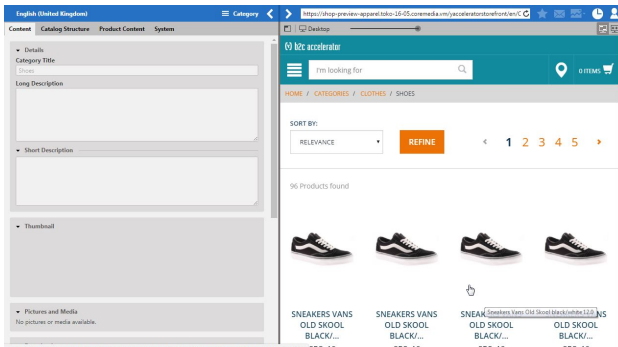 English (United Kingdom)
Category
https://shop-preview-apparel.toko-16-05.coremedia.vm/yacceleratorstorefront/en/C
Content
Catalog Structure
Product Content
System
Desktop
Details
Category Title
Shoes
Long Description
Short Description
Thumbnail
Pictures and Media
No pictures or media available.
b2c accelerator
I'm looking for
0 ITEMS
HOME / CATEGORIES / CLOTHES / SHOES
SORT BY:
RELEVANCE
REFINE
« 1 2 3 4 5 »
96 Products found
Sneakers Vans Old Skool black/white 12.0
SNEAKERS VANS OLD SKOOL BLACK/...
SNEAKERS VANS OLD SKOOL BLACK/...
OLD SKOOL BLACK/...
OLD SKOOL BLACK/...